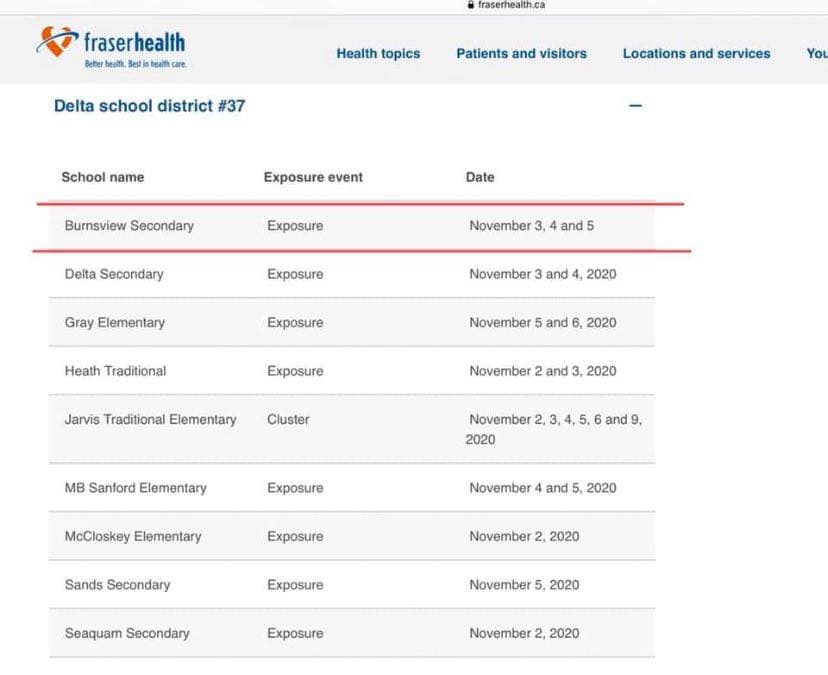 fraserhealth.ca
fraserhealth
Better health. Best in health care.
Health topics Patients and visitors Locations and services You
Delta school district #37
School name Exposure event Date
Burnsview Secondary Exposure November 3, 4 and 5
Delta Secondary Exposure November 3 and 4, 2020
Gray Elementary Exposure November 5 and 6, 2020
Heath Traditional Exposure November 2 and 3, 2020
Jarvis Traditional Elementary Cluster November 2, 3, 4, 5, 6 and 9,
2020
MB Sanford Elementary Exposure November 4 and 5, 2020
McCloskey Elementary Exposure November 2, 2020
Sands Secondary Exposure November 5, 2020
Seaquam Secondary Exposure November 2, 2020